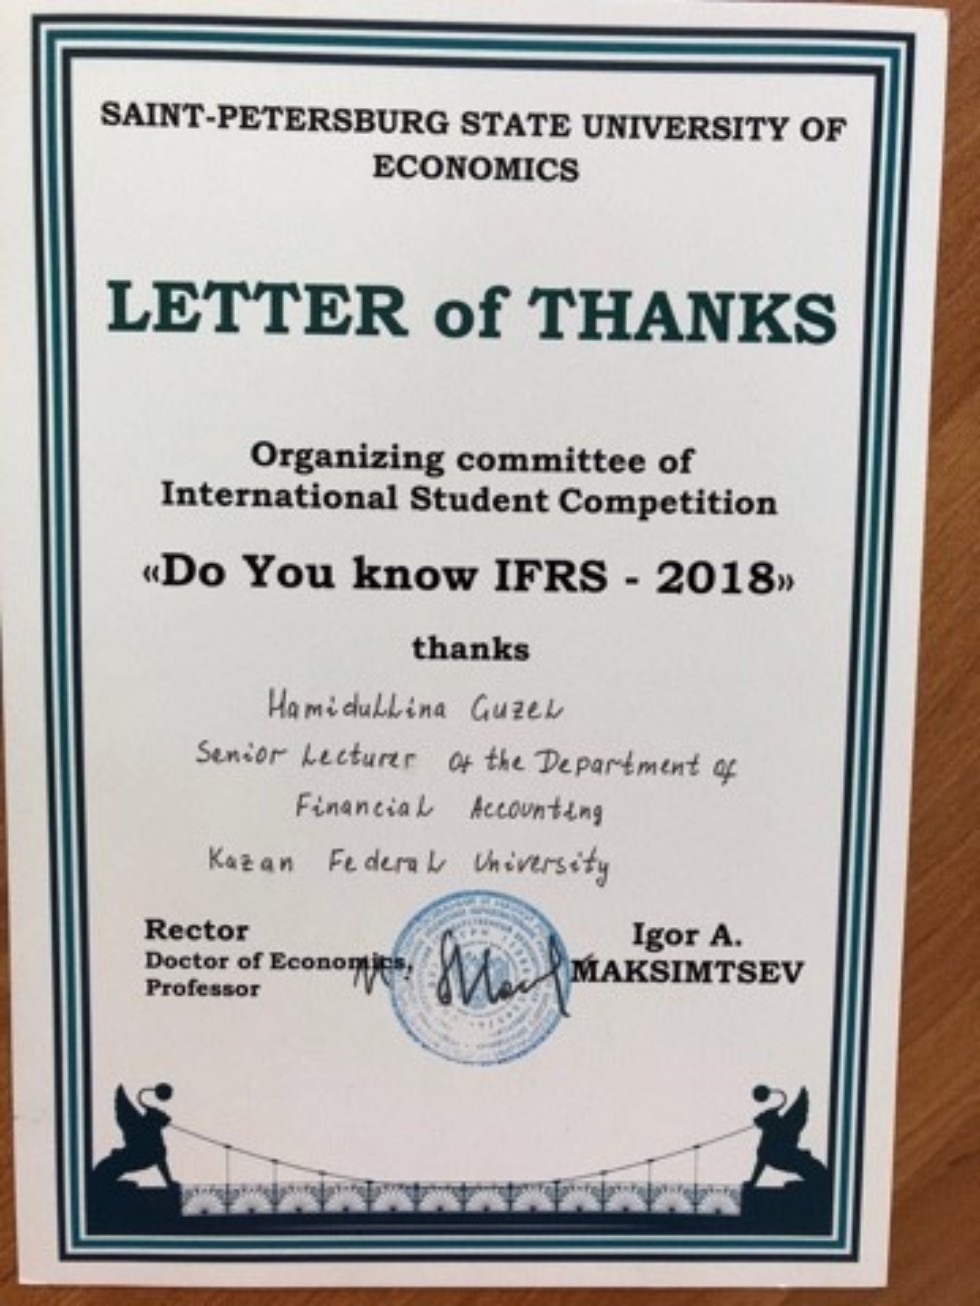 SAINT-PETERSBURG STATE UNIVERSITY OF
ECONOMICS
LETTER of THANKS
Organizing committee of
International Student Competition
«Do You know IFRS - 2018»
thanks
Hamidullina Guzel
Senior Lecturer of the Department of
Financial Accounting
Kazan Federal University
Rector
Doctor of Economics,
Professor
Igor A.
MAKSIMTSEV